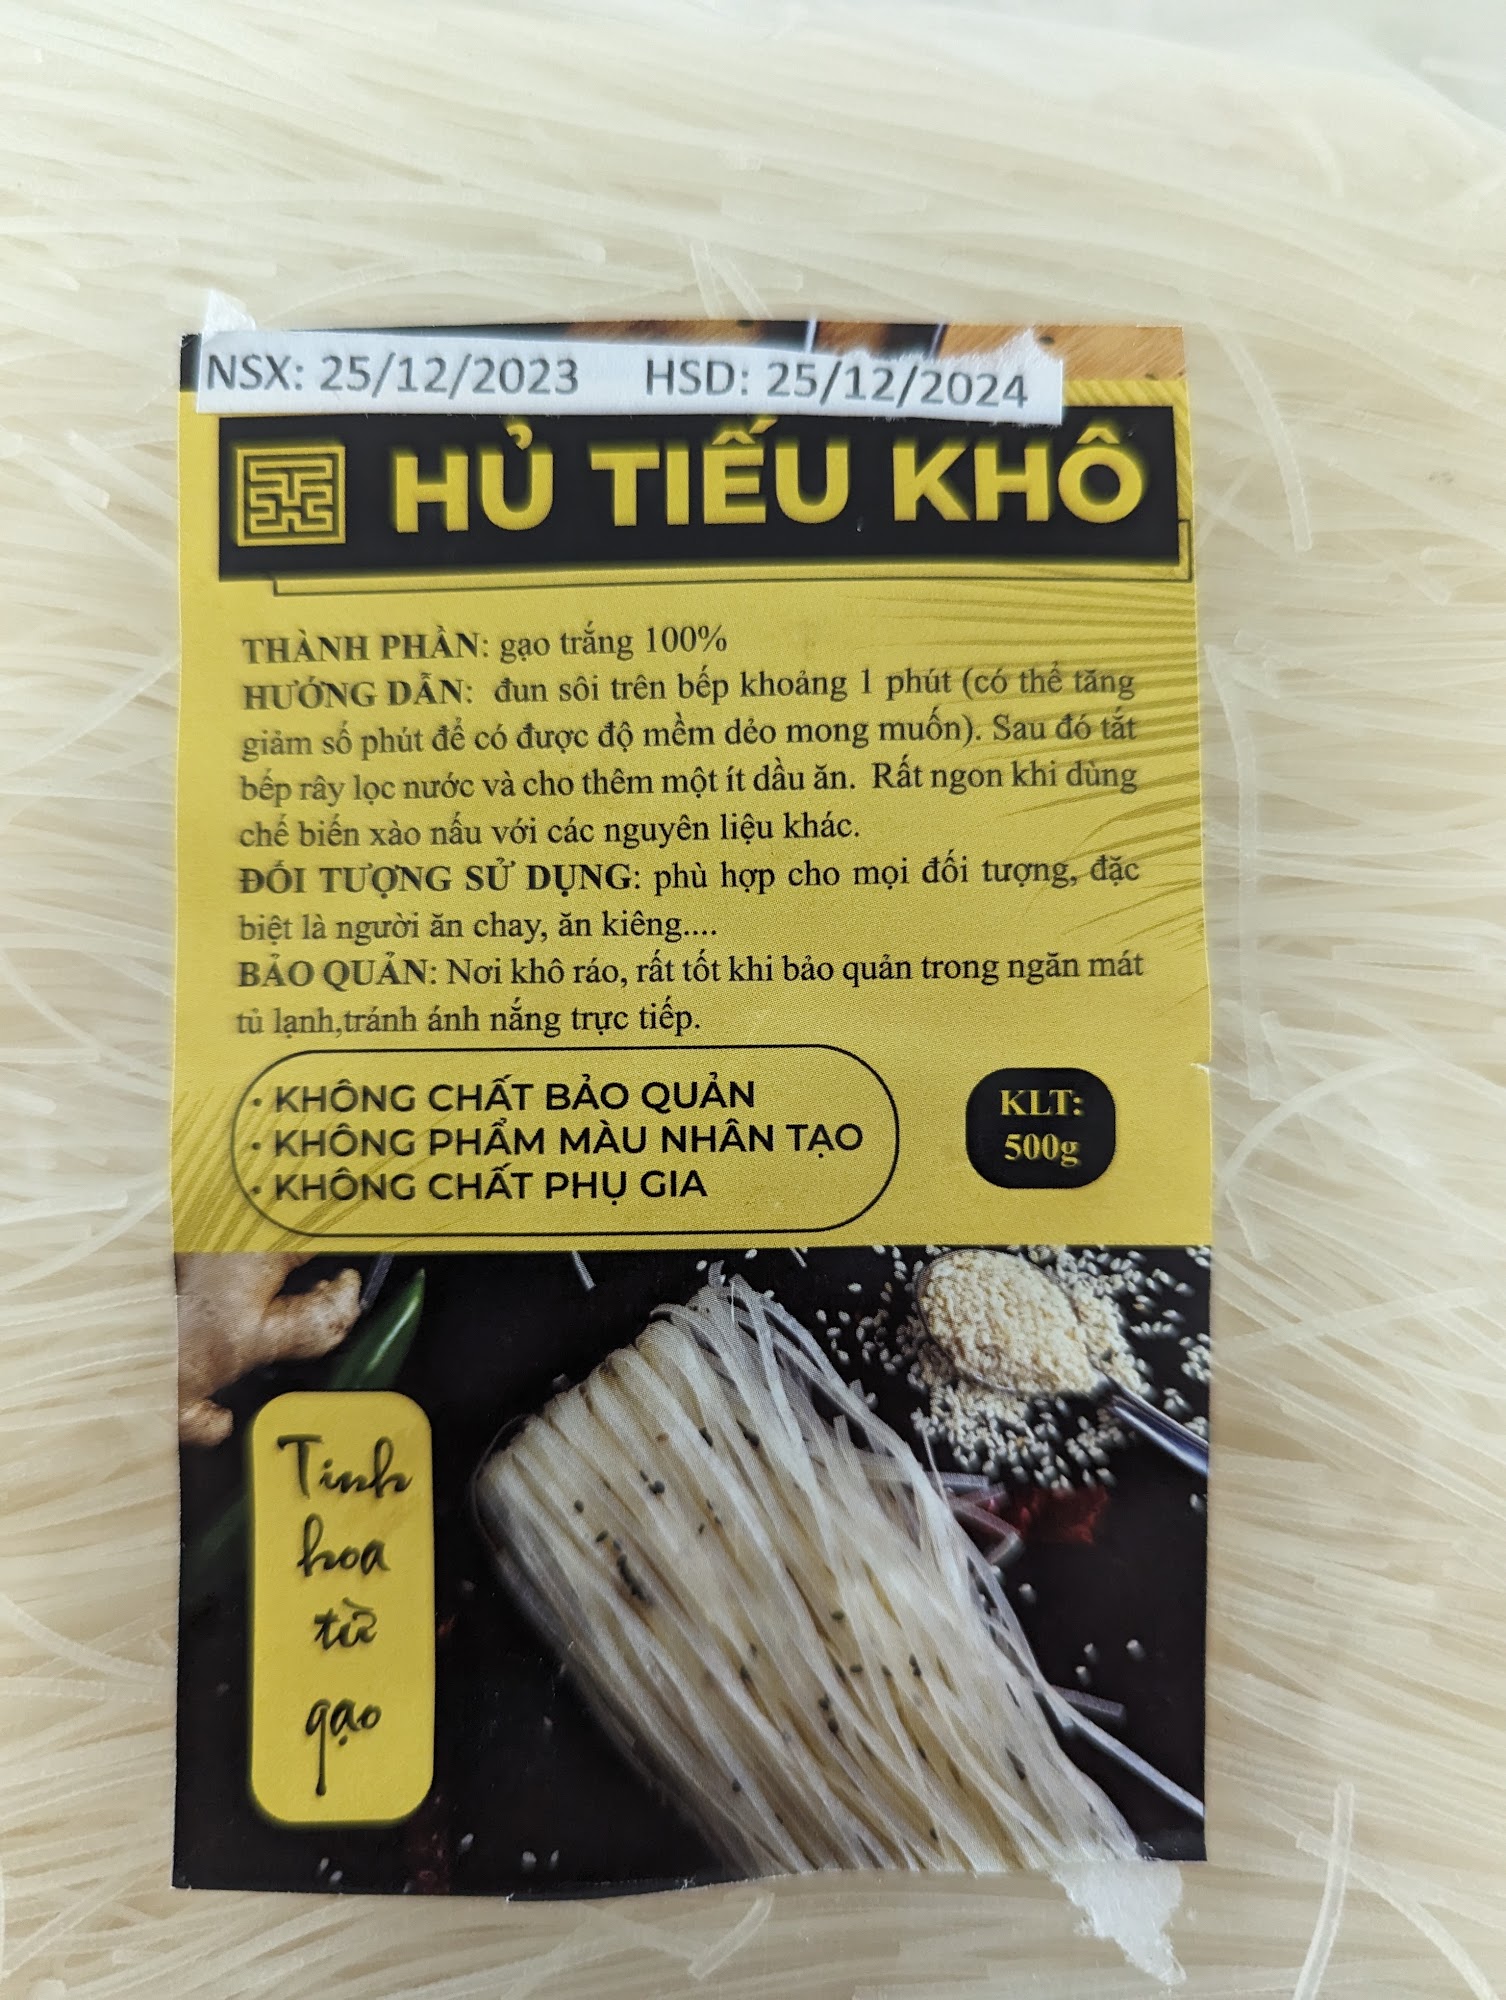 NSX: 25/12/2023 HSD: 25/12/2024
HỦ TIẾU KHÔ
THÀNH PHẦN: gạo trắng 100%
HƯỚNG DẪN: đun sôi trên bếp khoảng 1 phút (có thể tăng
giảm số phút để có được độ mềm dẻo mong muốn). Sau đó tắt
bếp rây lọc nước và cho thêm một ít dầu ăn. Rất ngon khi dùng
chế biến xào nấu với các nguyên liệu khác.
ĐỐI TƯỢNG SỬ DỤNG: phù hợp cho mọi đối tượng, đặc
biệt là người ăn chay, ăn kiêng....
BẢO QUẢN: Nơi khô ráo, rất tốt khi bảo quản trong ngăn mát
tủ lạnh,tránh ánh nắng trực tiếp.
• KHÔNG CHẤT BẢO QUẢN
• KHÔNG PHẨM MÀU NHÂN TẠO
• KHÔNG CHẤT PHỤ GIA
KLT:
500g
Tinh
hoa
từ
gạo